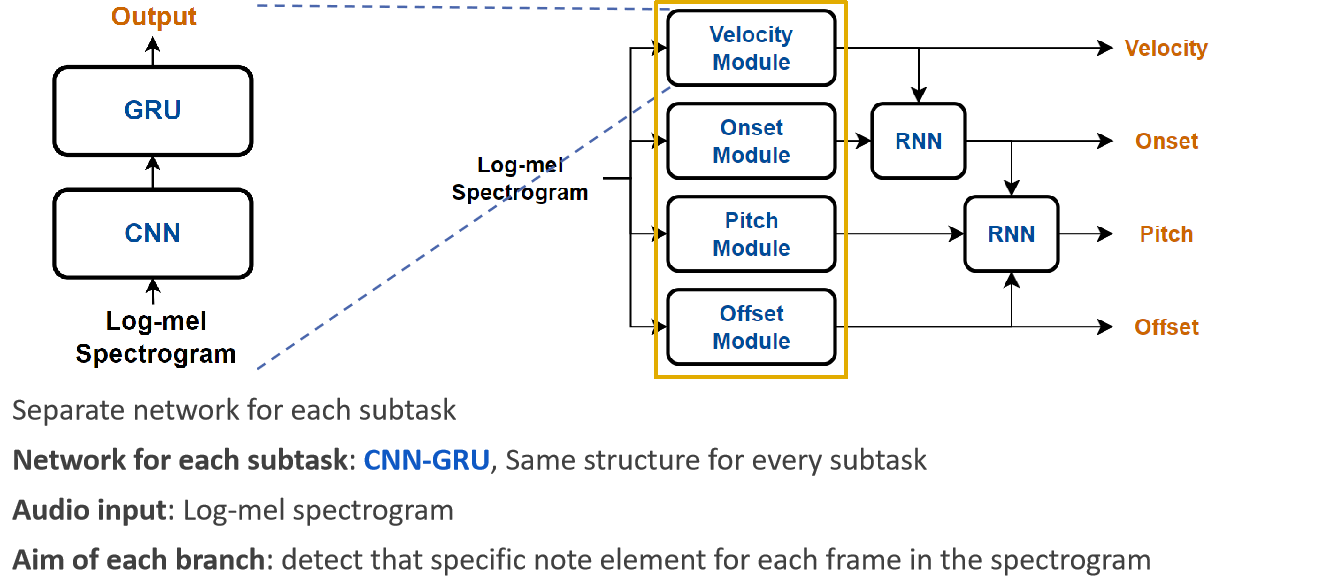 Output
GRU
CNN
Log-mel
Spectrogram
Log-mel
Spectrogram
Velocity
Module
Onset
Module
Pitch
Module
Offset
Module
RNN
RNN
Velocity
Onset
Pitch
Offset
Separate network for each subtask
Network for each subtask: CNN-GRU, Same structure for every subtask
Audio input: Log-mel spectrogram
Aim of each branch: detect that specific note element for each frame in the spectrogram